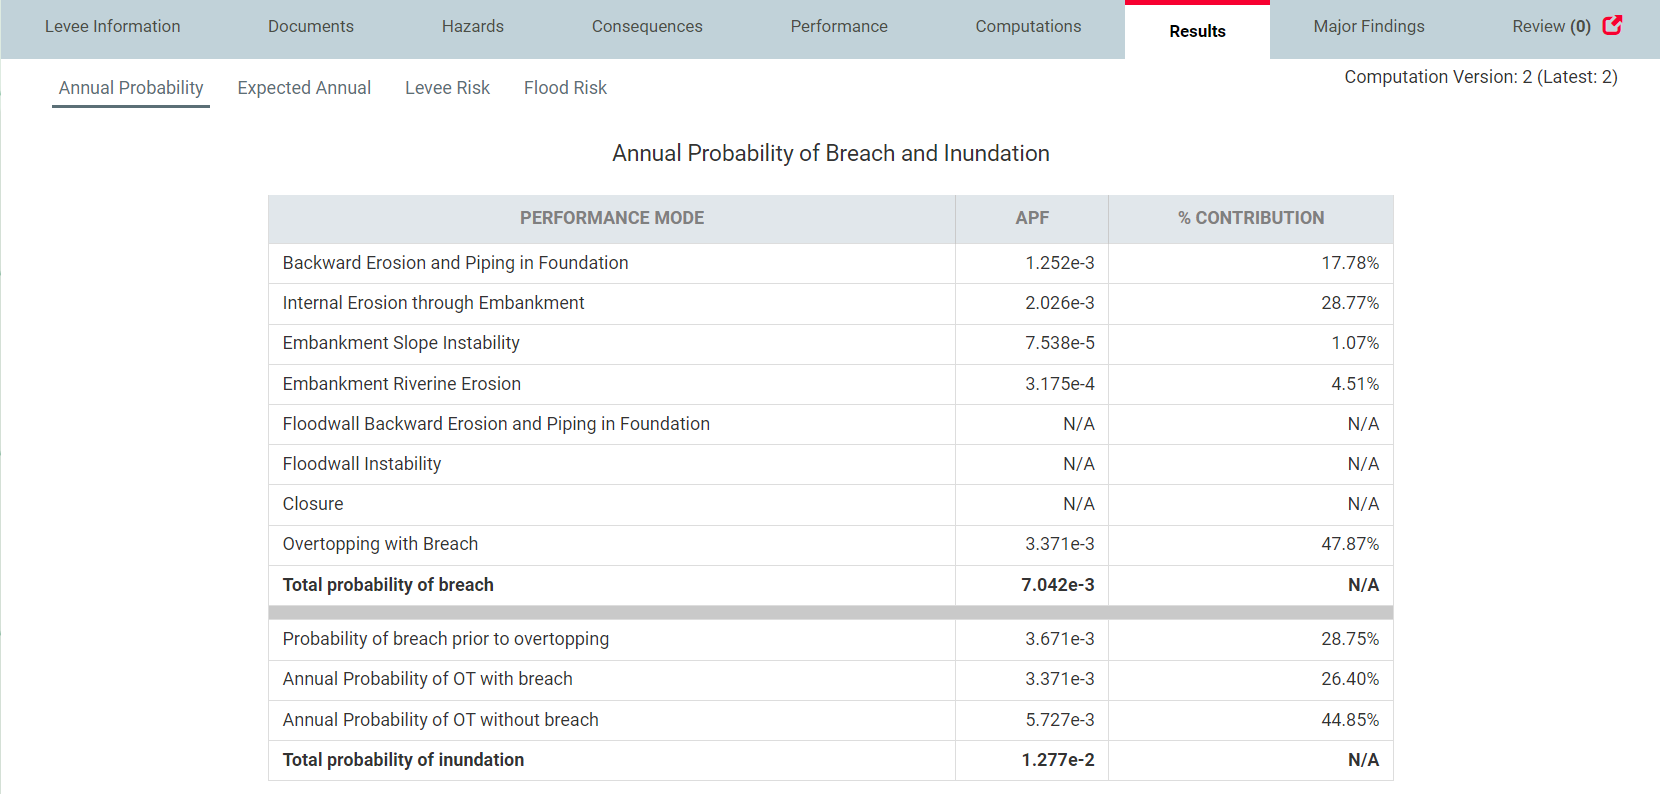 Levee Information Documents Hazards Consequences Performance Computations Results Major Findings Review (0)
Annual Probability Expected Annual Levee Risk Flood Risk Computation Version: 2 (Latest: 2)
Annual Probability of Breach and Inundation
PERFORMANCE MODE APF % CONTRIBUTION
Backward Erosion and Piping in Foundation 1.252e-3 17.78%
Internal Erosion through Embankment 2.026e-3 28.77%
Embankment Slope Instability 7.538e-5 1.07%
Embankment Riverine Erosion 3.175e-4 4.51%
Floodwall Backward Erosion and Piping in Foundation N/A N/A
Floodwall Instability N/A N/A
Closure N/A N/A
Overtopping with Breach 3.371e-3 47.87%
Total probability of breach 7.042e-3 N/A
Probability of breach prior to overtopping 3.671e-3 28.75%
Annual Probability of OT with breach 3.371e-3 26.40%
Annual Probability of OT without breach 5.727e-3 44.85%
Total probability of inundation 1.277e-2 N/A